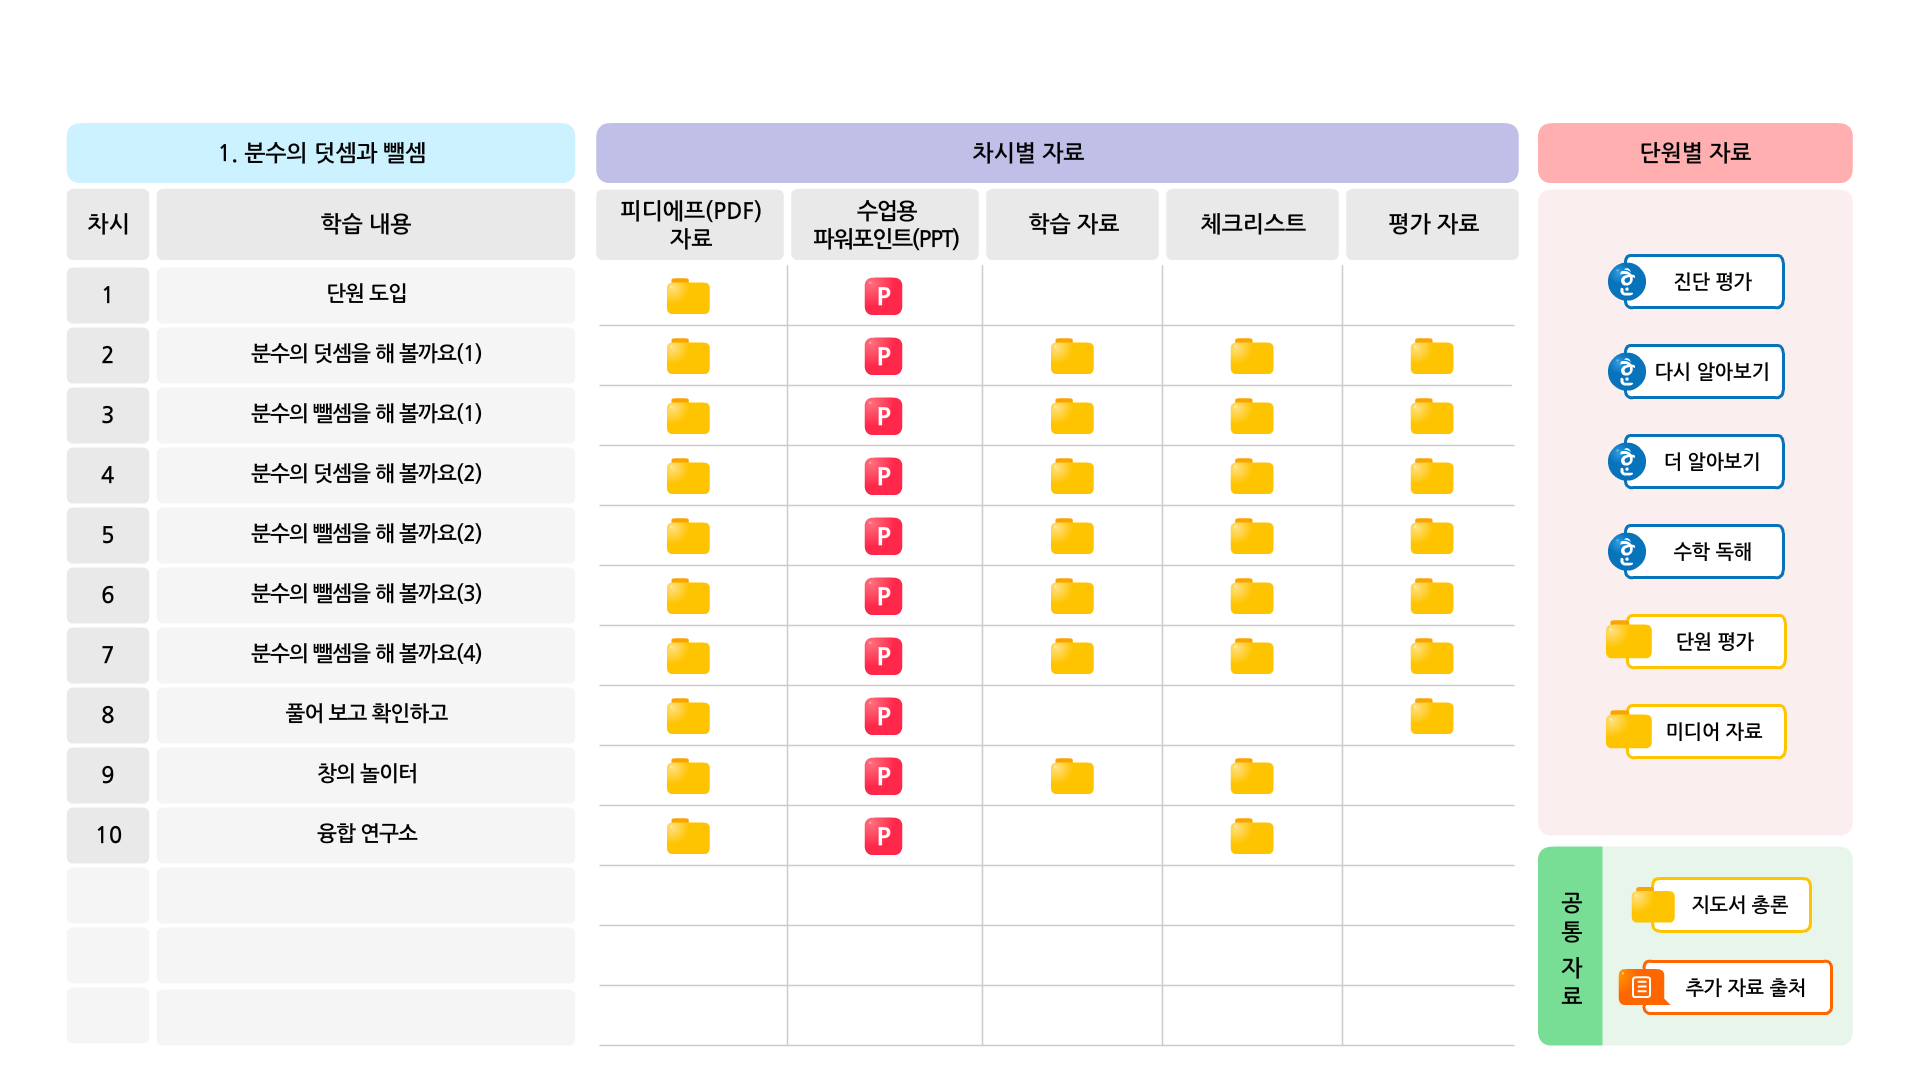 1. 분수의 덧셈과 뺄셈
차시별 자료
단원별 자료
차시
학습 내용
피디에프(PDF)
자료
수업용
파워포인트(PPT)
학습 자료
체크리스트
평가 자료
1
단원 도입
P
2
분수의 덧셈을 해 볼까요(1)
P
3
분수의 뺄셈을 해 볼까요(1)
P
4
분수의 덧셈을 해 볼까요(2)
P
5
분수의 뺄셈을 해 볼까요(2)
P
6
분수의 뺄셈을 해 볼까요(3)
P
7
분수의 뺄셈을 해 볼까요(4)
P
8
풀어 보고 확인하고
P
9
창의 놀이터
P
10
융합 연구소
P
한 진단 평가
한 다시 알아보기
한 더 알아보기
한 수학 독해
단원 평가
미디어 자료
공통 자료
지도서 총론
추가 자료 출처